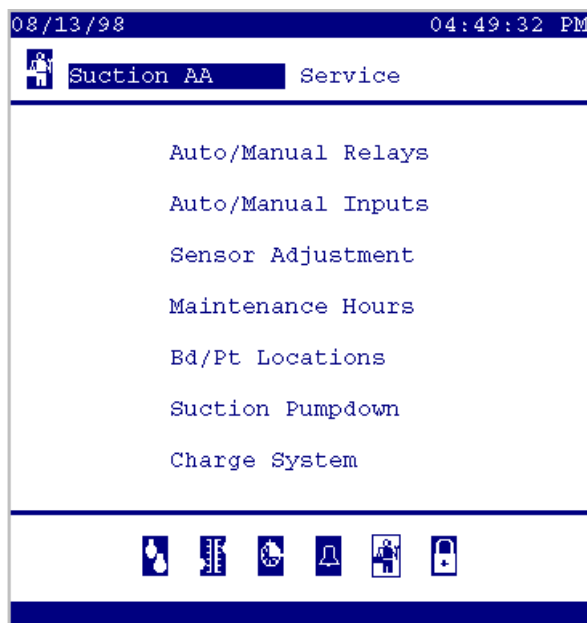 08/13/98 04:49:32 PM
Suction AA Service
Auto/Manual Relays
Auto/Manual Inputs
Sensor Adjustment
Maintenance Hours
Bd/Pt Locations
Suction Pumpdown
Charge System